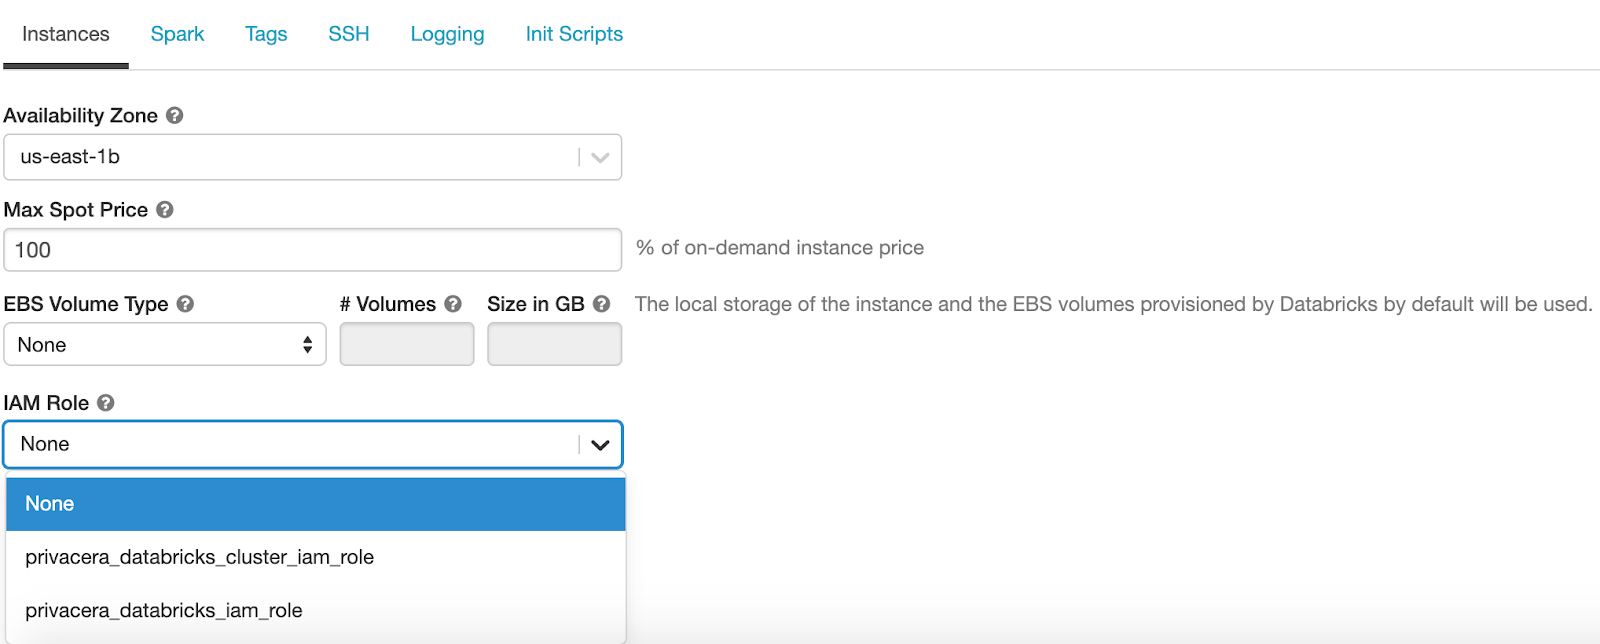 Instances Spark Tags SSH Logging Init Scripts
Availability Zone ?
us-east-1b
Max Spot Price ?
100 % of on-demand instance price
EBS Volume Type ? # Volumes ? Size in GB ? The local storage of the instance and the EBS volumes provisioned by Databricks by default will be used.
None
IAM Role ?
None
None
privacera_databricks_cluster_iam_role
privacera_databricks_iam_role